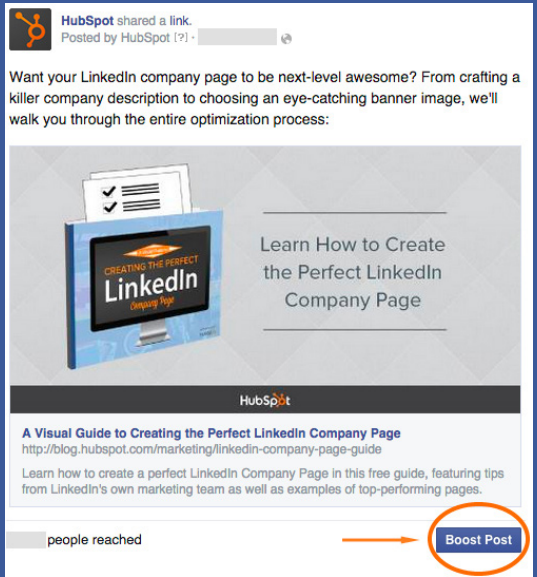 HubSpot shared a link.
Posted by HubSpot [?] ·
Want your LinkedIn company page to be next-level awesome? From crafting a
killer company description to choosing an eye-catching banner image, we'll
walk you through the entire optimization process:
CREATING THE PERFECT
LinkedIn
Company Page
Learn How to Create
the Perfect LinkedIn
Company Page
HubSpot
A Visual Guide to Creating the Perfect LinkedIn Company Page
http://blog.hubspot.com/marketing/linkedin-company-page-guide
Learn how to create a perfect LinkedIn Company Page in this free guide, featuring tips
from LinkedIn's own marketing team as well as examples of top-performing pages.
people reached
Boost Post